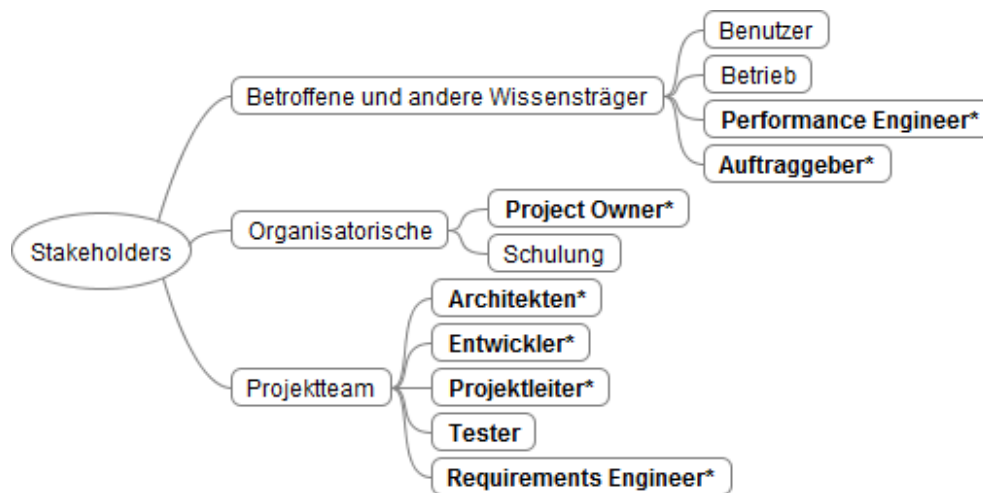 Stakeholders
Betroffene und andere Wissensträger
Benutzer
Betrieb
Performance Engineer*
Auftraggeber*
Organisatorische
Project Owner*
Schulung
Projektteam
Architekten*
Entwickler*
Projektleiter*
Tester
Requirements Engineer*